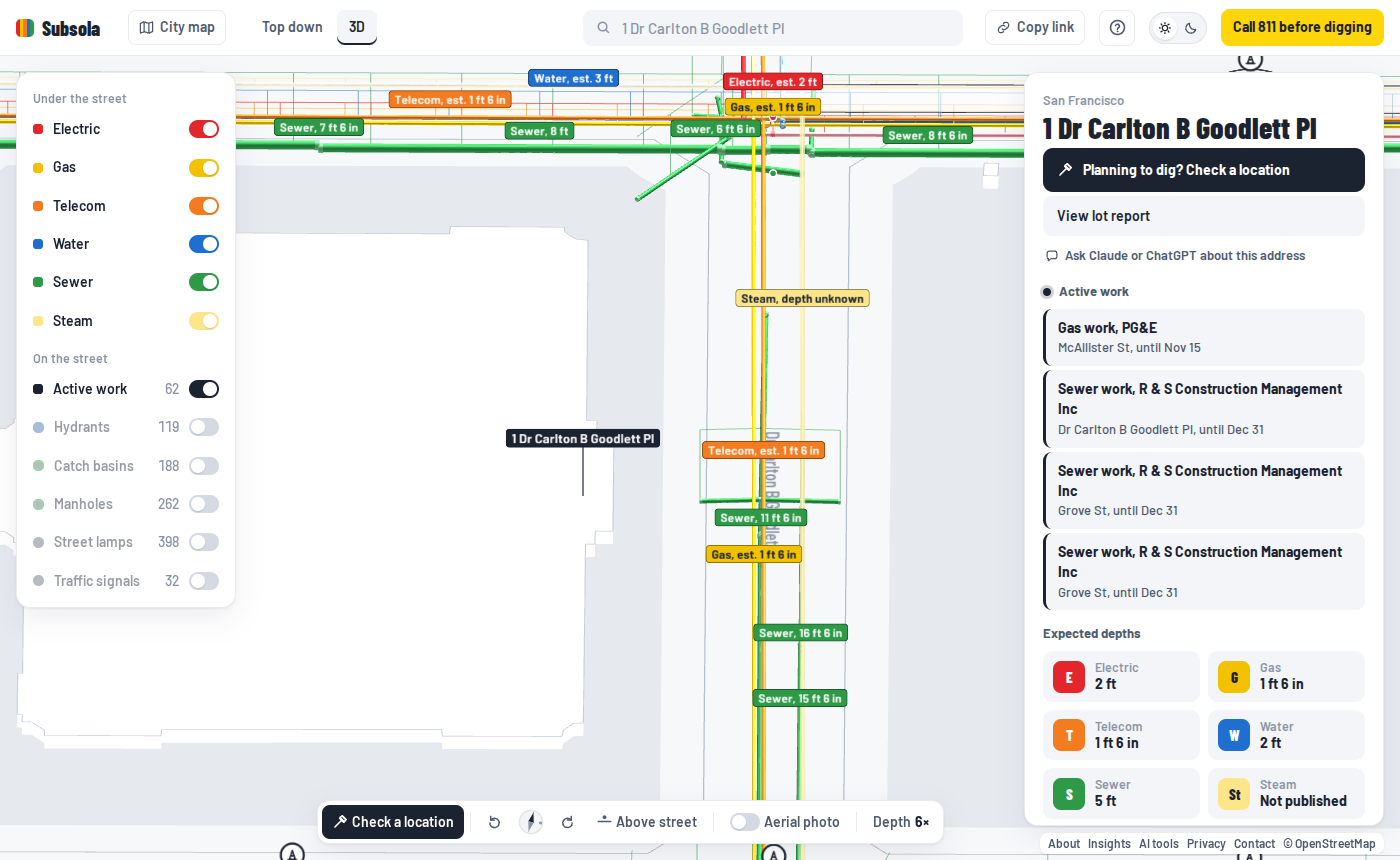 Subsola
City map
Top down
3D
1 Dr Carlton B Goodlett Pl
Copy link
Call 811 before digging
Under the street
Electric
Gas
Telecom
Water
Sewer
Steam
On the street
Active work 62
Hydrants 119
Catch basins 188
Manholes 262
Street lamps 398
Traffic signals 32
Water, est. 3 ft
Electric, est. 2 ft
Telecom, est. 1 ft 6 in
Gas, est. 1 ft 6 in
Sewer, 7 ft 6 in
Sewer, 8 ft
Sewer, 6 ft 6 in
Sewer, 8 ft 6 in
Steam, depth unknown
1 Dr Carlton B Goodlett Pl
Telecom, est. 1 ft 6 in
Sewer, 11 ft 6 in
Gas, est. 1 ft 6 in
Sewer, 16 ft 6 in
Sewer, 15 ft 6 in
A
A
A
A
San Francisco
1 Dr Carlton B Goodlett Pl
Planning to dig? Check a location
View lot report
Ask Claude or ChatGPT about this address
Active work
Gas work, PG&E
McAllister St, until Nov 15
Sewer work, R & S Construction Management
Inc
Dr Carlton B Goodlett Pl, until Dec 31
Sewer work, R & S Construction Management
Inc
Grove St, until Dec 31
Sewer work, R & S Construction Management
Inc
Grove St, until Dec 31
Expected depths
E
Electric
2 ft
G
Gas
1 ft 6 in
T
Telecom
1 ft 6 in
W
Water
2 ft
S
Sewer
5 ft
St
Steam
Not published
Check a location
Above street
Aerial photo
Depth 6×
About Insights AI tools Privacy Contact © OpenStreetMap